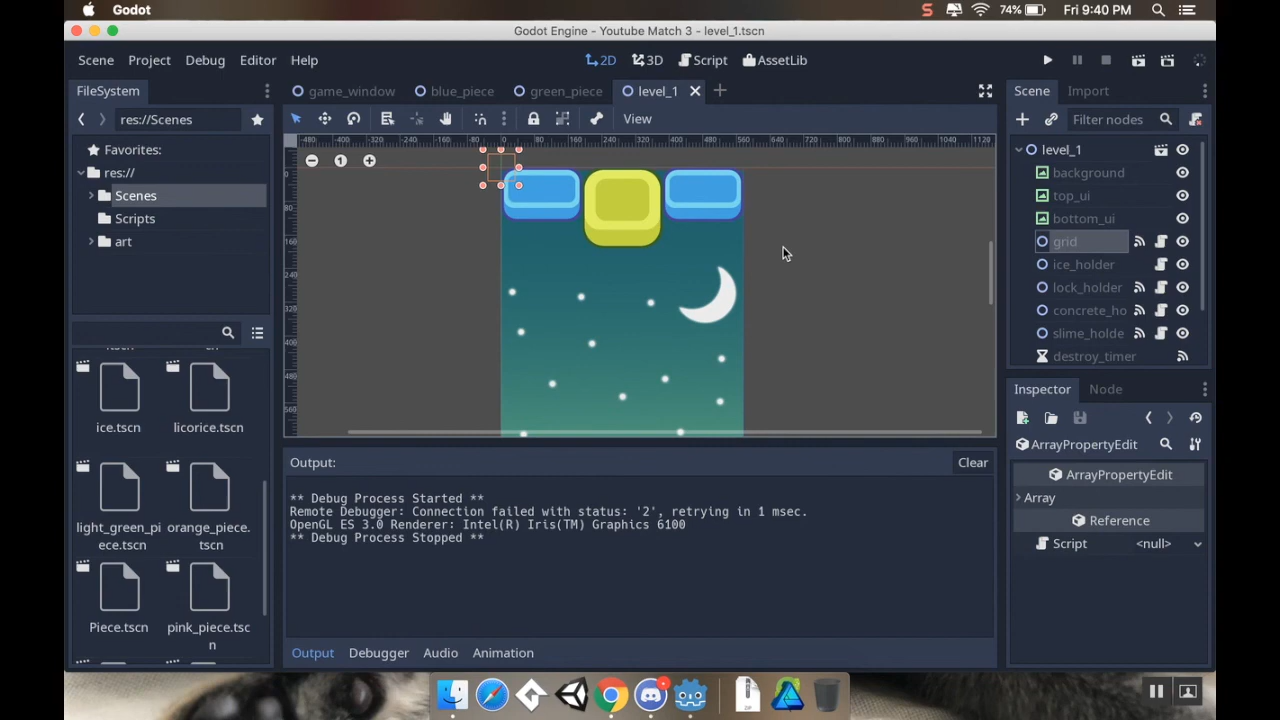 Godot
74%
Fri 9:40 PM
Godot Engine - Youtube Match 3 - level_1.tscn
Scene Project Debug Editor Help
2D 3D Script AssetLib
FileSystem
game_window blue_piece green_piece level_1
Scene Import
res://Scenes
View
Filter nodes
Favorites:
res://
Scenes
Scripts
art
level_1
background
top_ui
bottom_ui
grid
ice_holder
lock_holder
concrete_ho
slime_holde
destroy_timer
ice.tscn
licorice.tscn
light_green_pi
ece.tscn
orange_piece.
tscn
Piece.tscn
pink_piece.tsc
n
Inspector Node
ArrayPropertyEdit
ArrayPropertyEdit
Array
Reference
Script <null>
Output:
Clear
** Debug Process Started **
Remote Debugger: Connection failed with status: '2', retrying in 1 msec.
OpenGL ES 3.0 Renderer: Intel(R) Iris(TM) Graphics 6100
** Debug Process Stopped **
Output Debugger Audio Animation